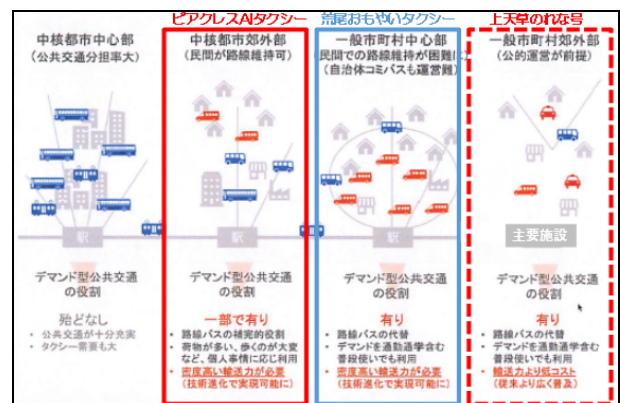 ピアクレスAIタクシー
荒尾おもやいタクシー
上天草のれな号
中核都市中心部
（公共交通分担率大）
駅
デマンド型公共交通
の役割
殆どなし
・ 公共交通が十分充実
・ タクシー需要も大
中核都市郊外部
（民間が路線維持可）
駅
デマンド型公共交通
の役割
一部で有り
・ 路線バスの補完的役割
・ 荷物が多い、歩くのが大変
など、個人事情に応じ利用
・ 密度高い輸送力が必要
（技術進化で実現可能に）
一般市町村中心部
（民間での路線維持が困難に）
（自治体コミバスも運営難）
駅
デマンド型公共交通
の役割
有り
・ 路線バスの代替
・ デマンドを通勤通学含む
普段使いでも利用
・ 密度高い輸送力が必要
（技術進化で実現可能に）
一般市町村郊外部
（公的運営が前提）
主要施設
デマンド型公共交通
の役割
有り
・ 路線バスの代替
・ デマンドを通勤通学含む
普段使いでも利用
・ 輸送力より低コスト
（従来より広く普及）